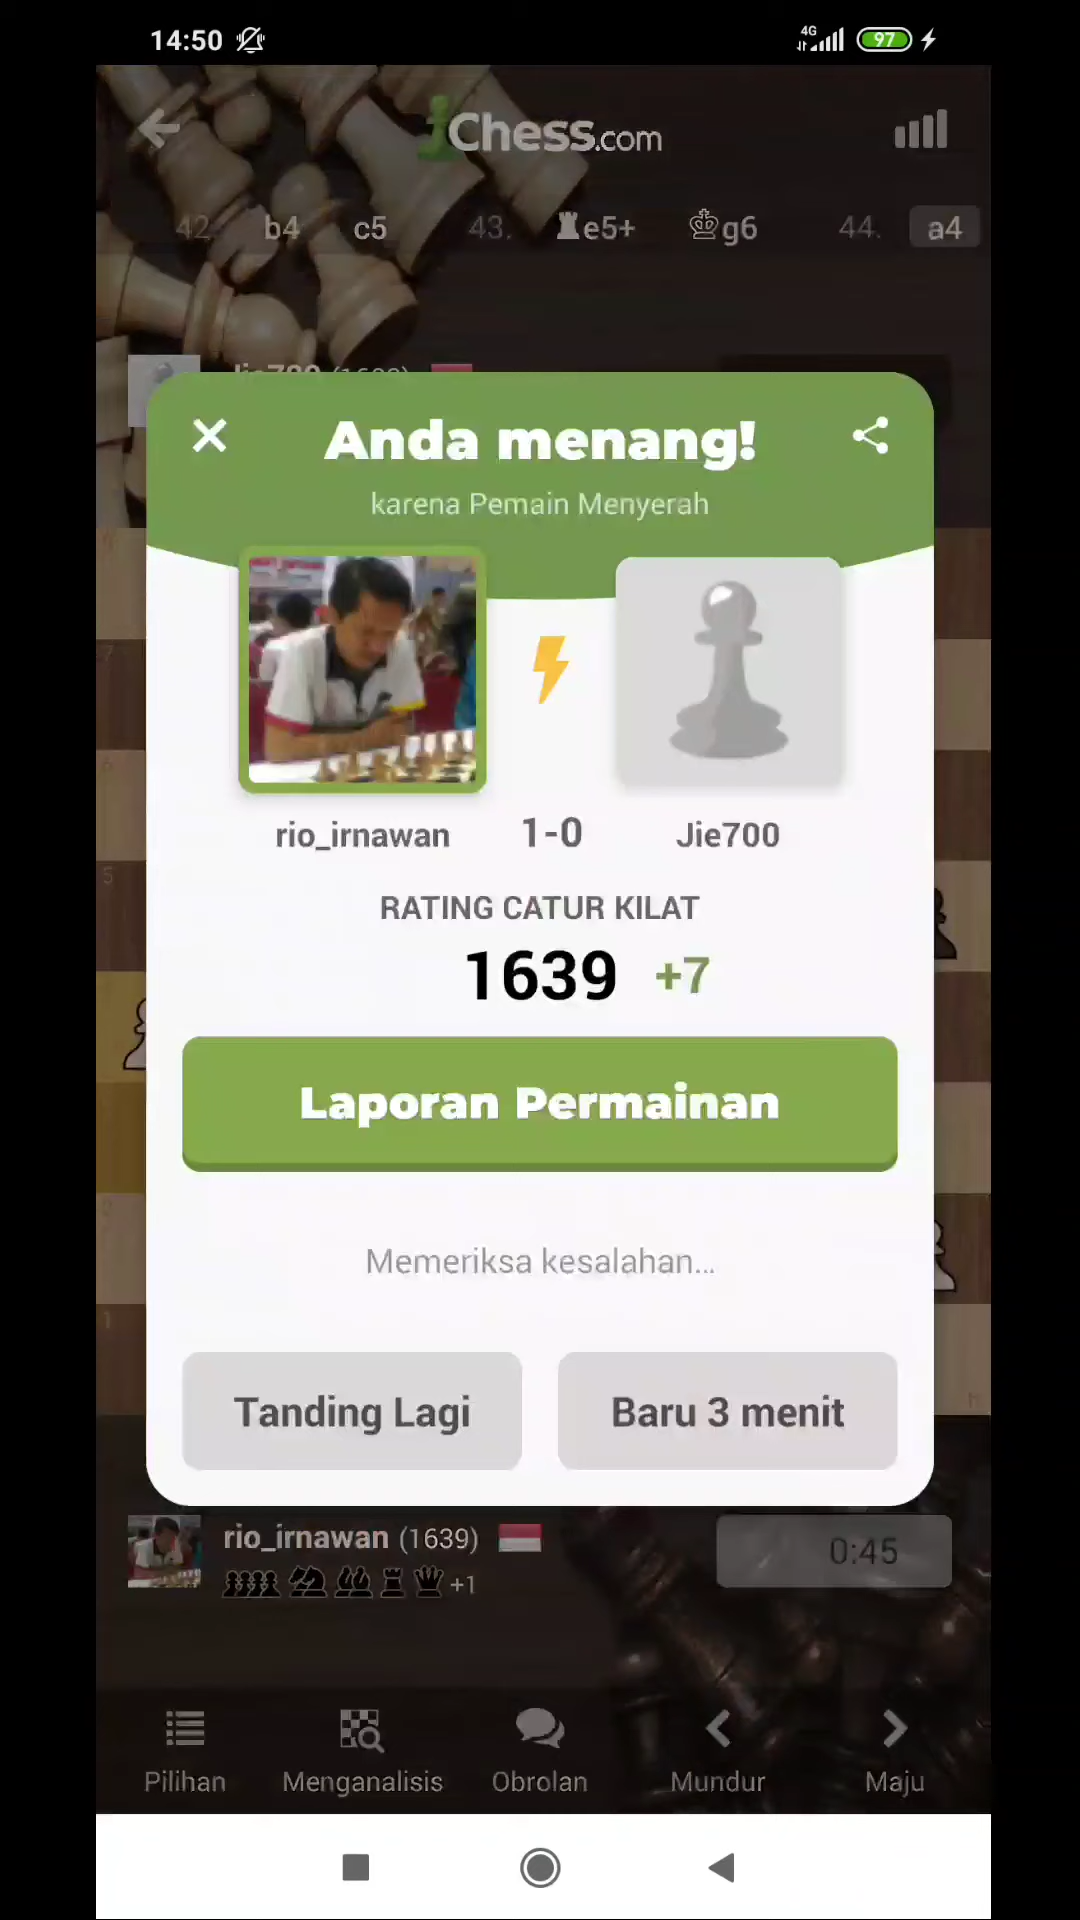 14:50
4G
97
Chess.com
42. b4 c5 43. e5+ g6 44. a4
Anda menang!
karena Pemain Menyerah
rio_irnawan 1-0 Jie700
RATING CATUR KILAT
1639 +7
Laporan Permainan
Memeriksa kesalahan...
Tanding Lagi
Baru 3 menit
rio_irnawan (1639)
0:45
+1
Pilihan
Menganalisis
Obrolan
Mundur
Maju